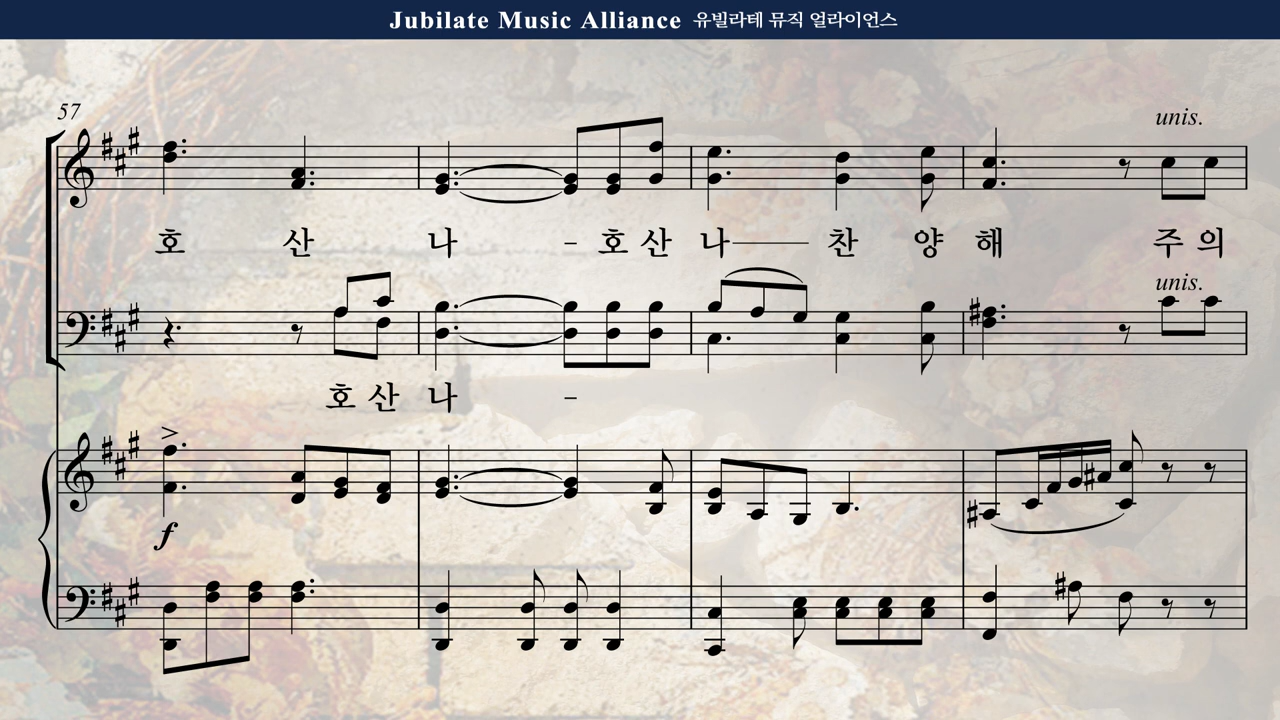 Jubilate Music Alliance 유빌라테 뮤직 얼라이언스
57
unis.
호 산 나 - 호 산 나 찬 양 해 주 의
unis.
호 산 나 -
f